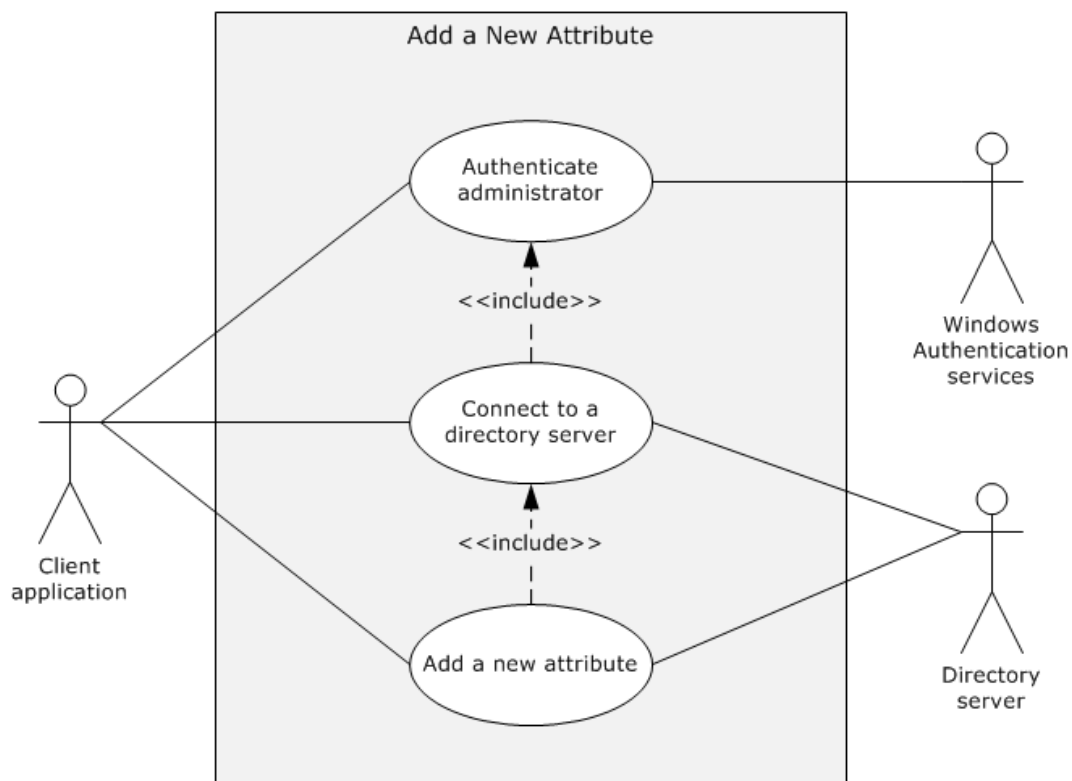 Add a New Attribute
Authenticate
administrator
<<include>>
Windows
Authentication
services
Connect to a
directory server
Client
application
<<include>>
Add a new attribute
Directory
server